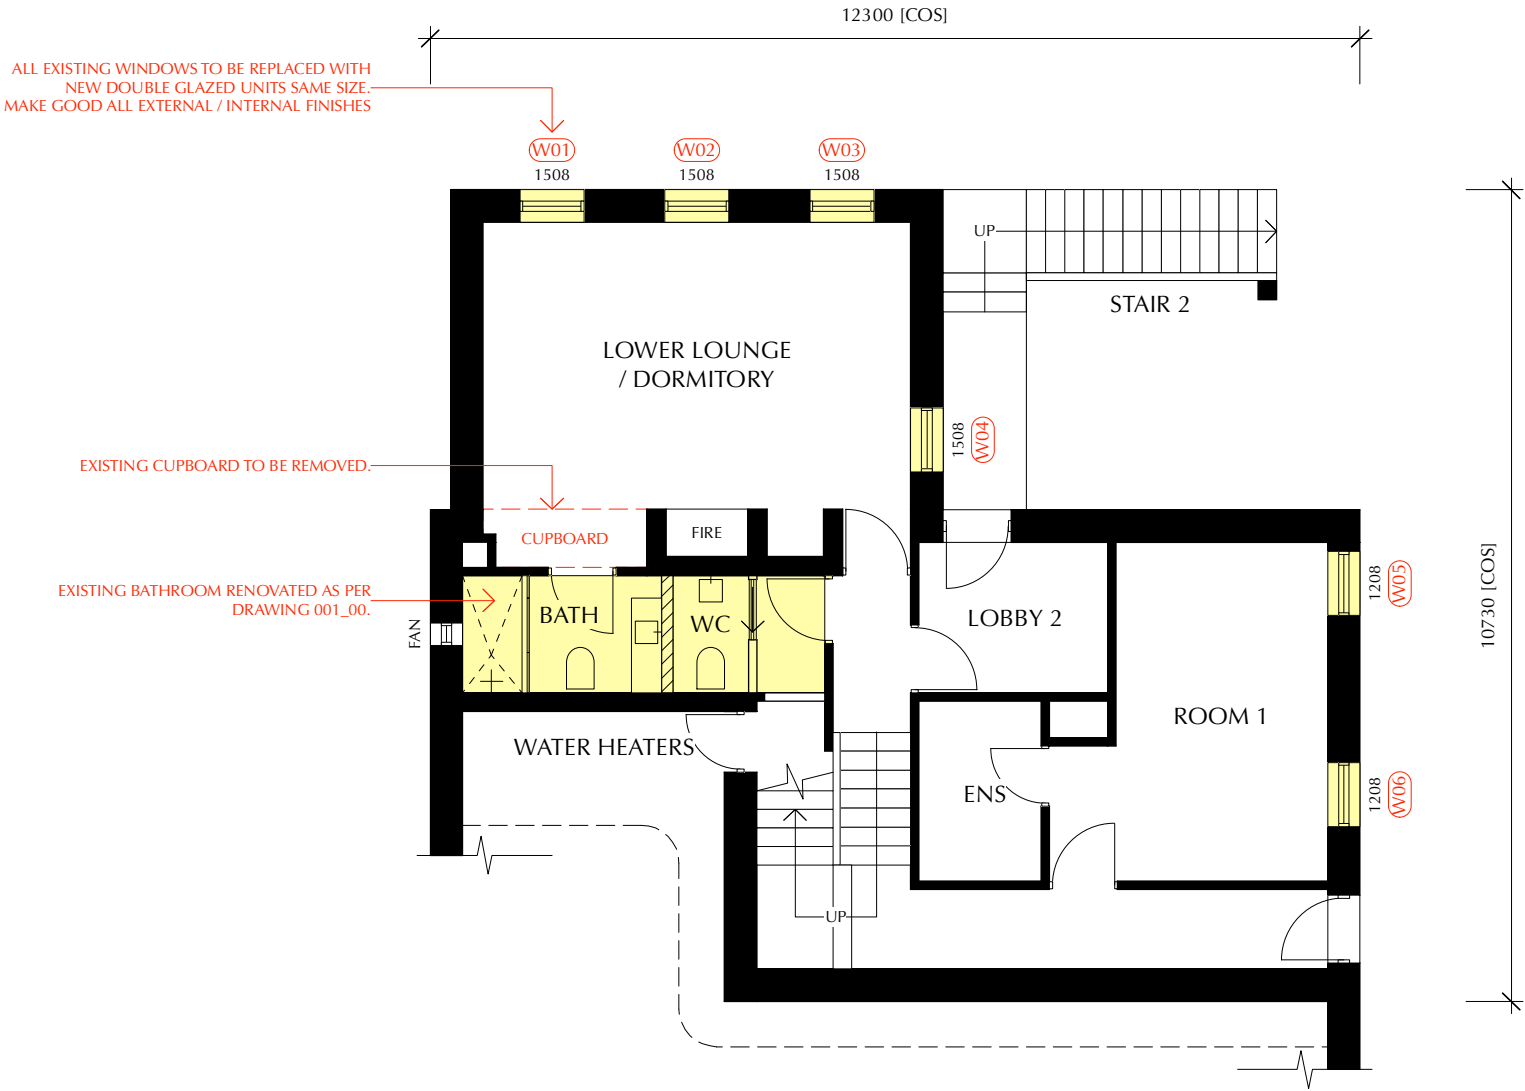 12300 [COS]
ALL EXISTING WINDOWS TO BE REPLACED WITH
NEW DOUBLE GLAZED UNITS SAME SIZE.
MAKE GOOD ALL EXTERNAL / INTERNAL FINISHES
W01
W02
W03
1508
1508
1508
UP
STAIR 2
LOWER LOUNGE
/ DORMITORY
1508
W04
EXISTING CUPBOARD TO BE REMOVED.
CUPBOARD
FIRE
10730 [COS]
1208
W05
EXISTING BATHROOM RENOVATED AS PER
DRAWING 001_00.
FAN
BATH
WC
LOBBY 2
ROOM 1
WATER HEATERS
ENS
1208
W06
UP